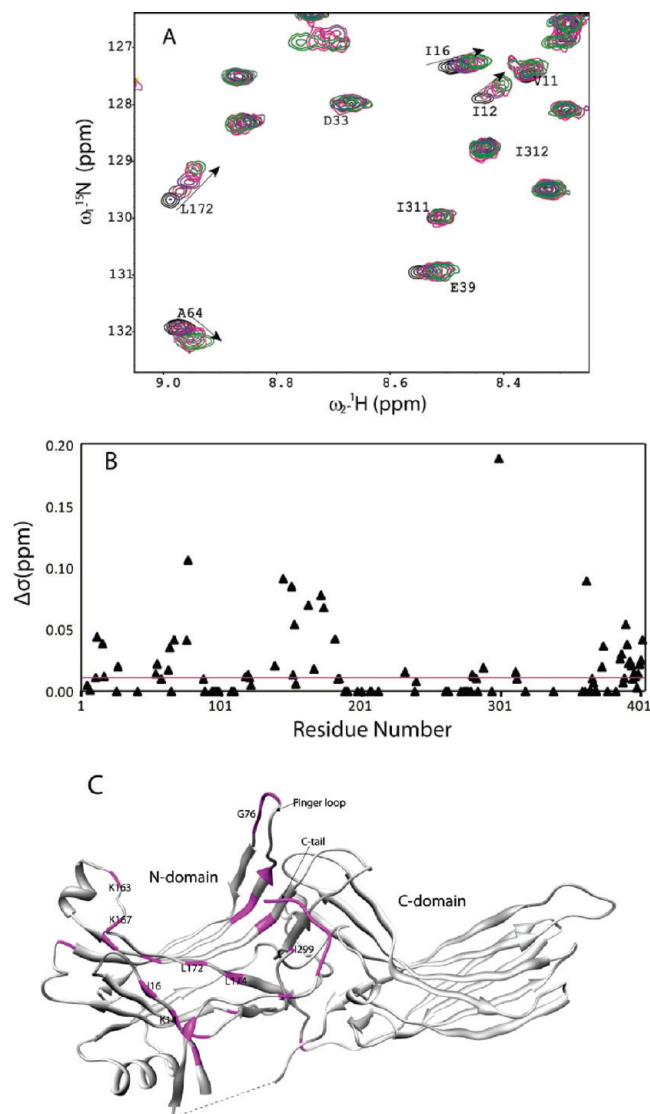 A
127
128
129
130
131
132
ω₁-¹⁵N (ppm)
I16
V11
I12
D33
I312
L172
I311
E39
A64
9.0
8.8
8.6
8.4
ω₂-¹H (ppm)
B
0.20
0.15
0.10
0.05
0.00
Δσ(ppm)
1
101
201
301
401
Residue Number
C
G76
Finger loop
C-tail
N-domain
C-domain
K163
K167
I299
L172
L174
I16